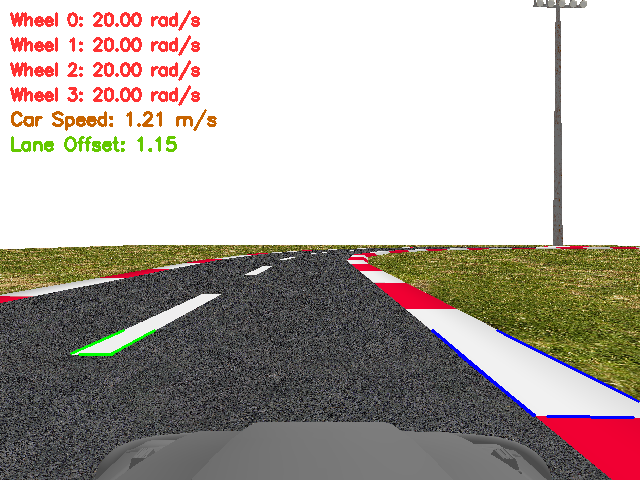 Wheel 0: 20.00 rad/s
Wheel 1: 20.00 rad/s
Wheel 2: 20.00 rad/s
Wheel 3: 20.00 rad/s
Car Speed: 1.21 m/s
Lane Offset: 1.15